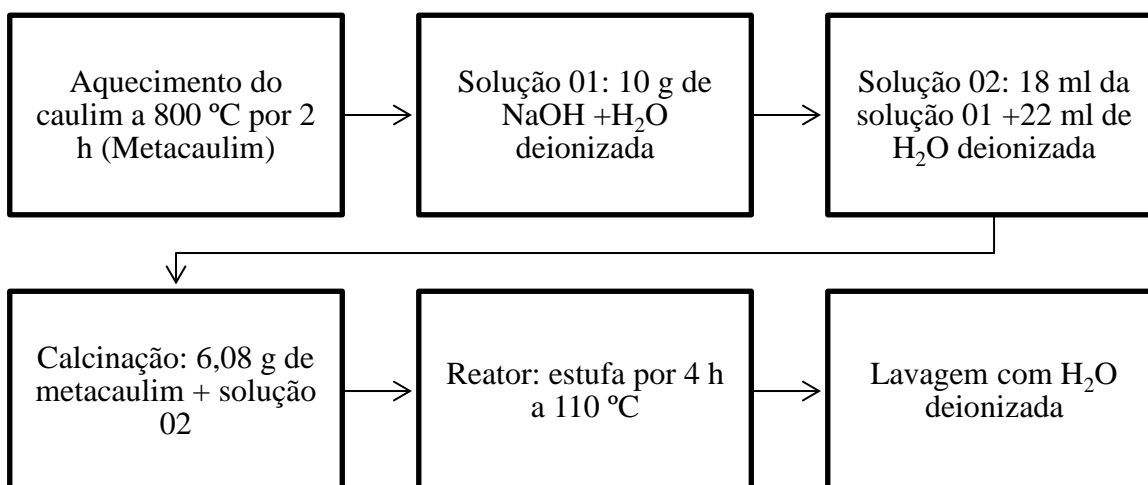 Aquecimento do
caulim a 800 ºC por 2
h (Metacaulim)
Solução 01: 10 g de
NaOH +H₂O
deionizada
Solução 02: 18 ml da
solução 01 +22 ml de
H₂O deionizada
Calcinação: 6,08 g de
metacaulim + solução
02
Reator: estufa por 4 h
a 110 ºC
Lavagem com H₂O
deionizada